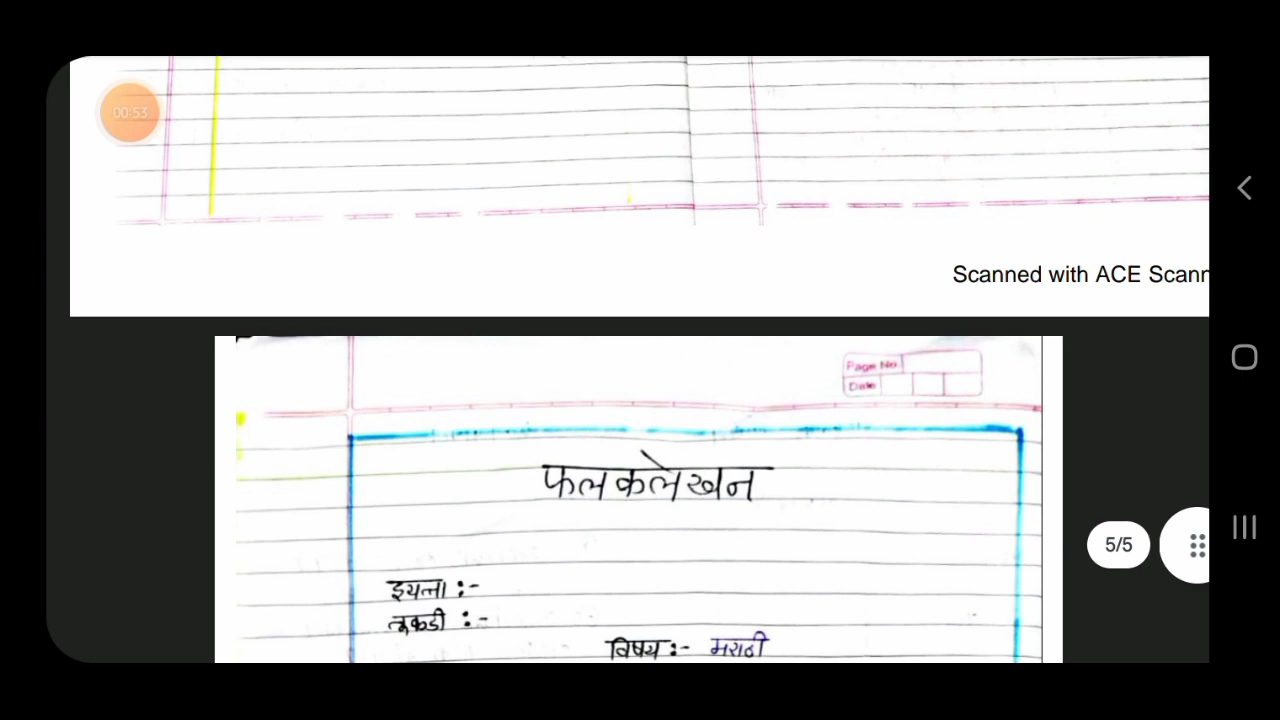 00:53
Scanned with ACE Scann
Page No.
Date
फलकलेखन
इयत्ता :-
तूकडी :-
विषय :- मराठी
5/5